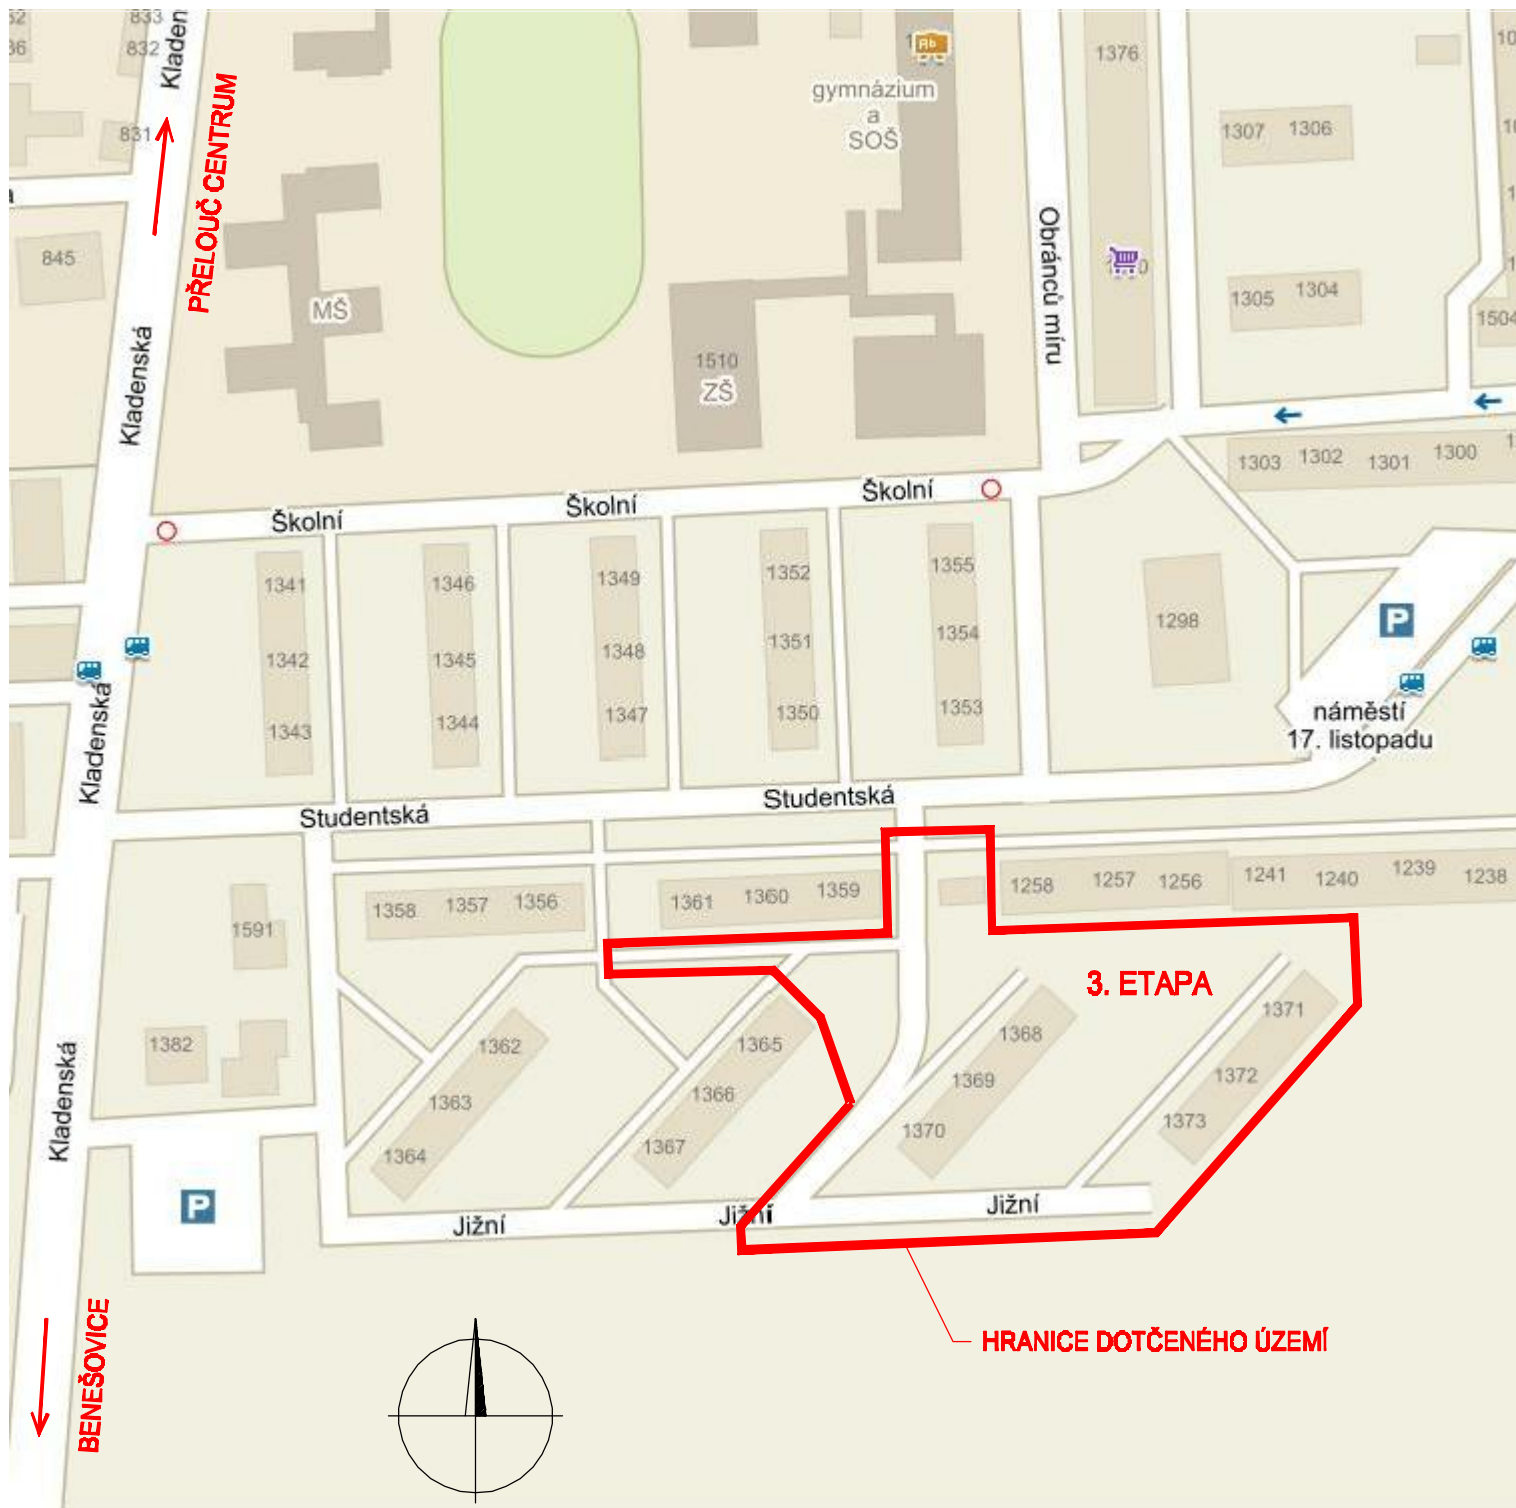 833
832
831
Kladen
PŘELOUČ CENTRUM
845
Kladenská
MŠ
gymnázium
a
SOŠ
1376
1307 1306
Obránců míru
1305 1304
1504
1510
ZŠ
1303 1302 1301 1300
Školní
Školní
Školní
1341
1342
1343
1346
1345
1344
1349
1348
1347
1352
1351
1350
1355
1354
1353
1298
P
náměstí
17. listopadu
Kladenská
Studentská
Studentská
1358 1357 1356
1361 1360 1359
1258 1257 1256 1241 1240 1239 1238
1591
1382
3. ETAPA
1362
1363
1364
1365
1366
1367
1368
1369
1370
1371
1372
1373
Kladenská
P
Jižní
Jižní
Jižní
HRANICE DOTČENÉHO ÚZEMÍ
BENEŠOVICE